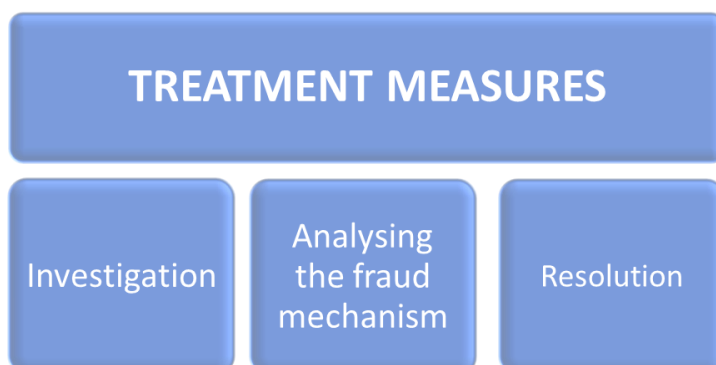 TREATMENT MEASURES
Investigation
Analysing
the fraud
mechanism
Resolution